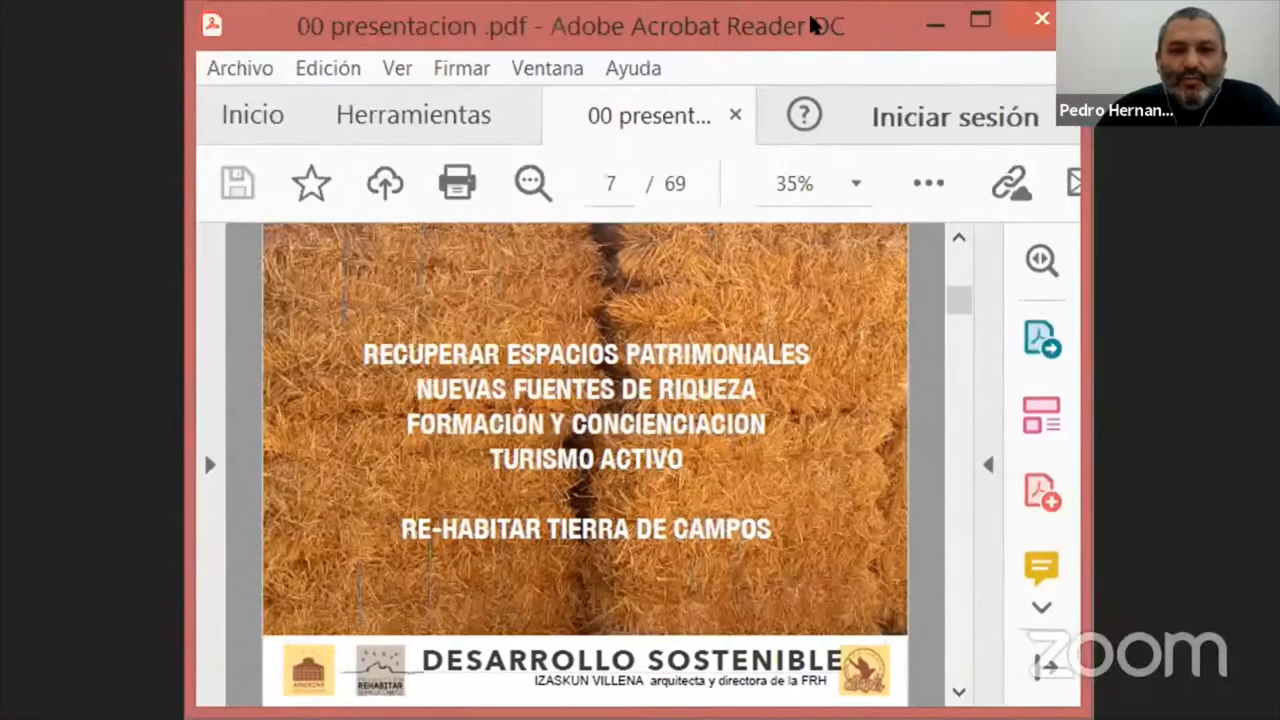 00 presentacion .pdf - Adobe Acrobat Reader DC
Archivo Edición Ver Firmar Ventana Ayuda
Inicio Herramientas 00 present... Iniciar sesión
7 / 69 35%
Pedro Hernan...
RECUPERAR ESPACIOS PATRIMONIALES
NUEVAS FUENTES DE RIQUEZA
FORMACIÓN Y CONCIENCIACION
TURISMO ACTIVO
RE-HABITAR TIERRA DE CAMPOS
DESARROLLO SOSTENIBLE
IZASKUN VILLENA arquitecta y directora de la FRH
REHABITAR
zoom